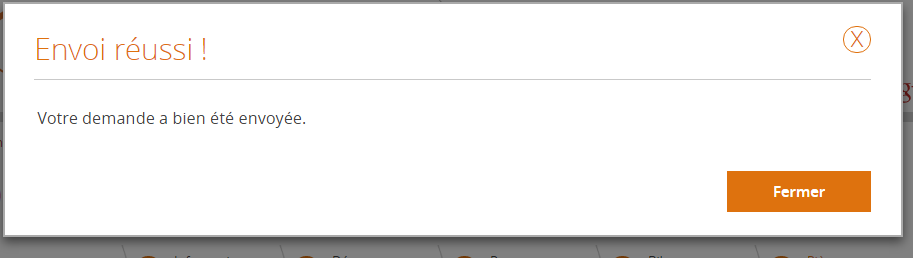 Envoi réussi !
X
Votre demande a bien été envoyée.
Fermer